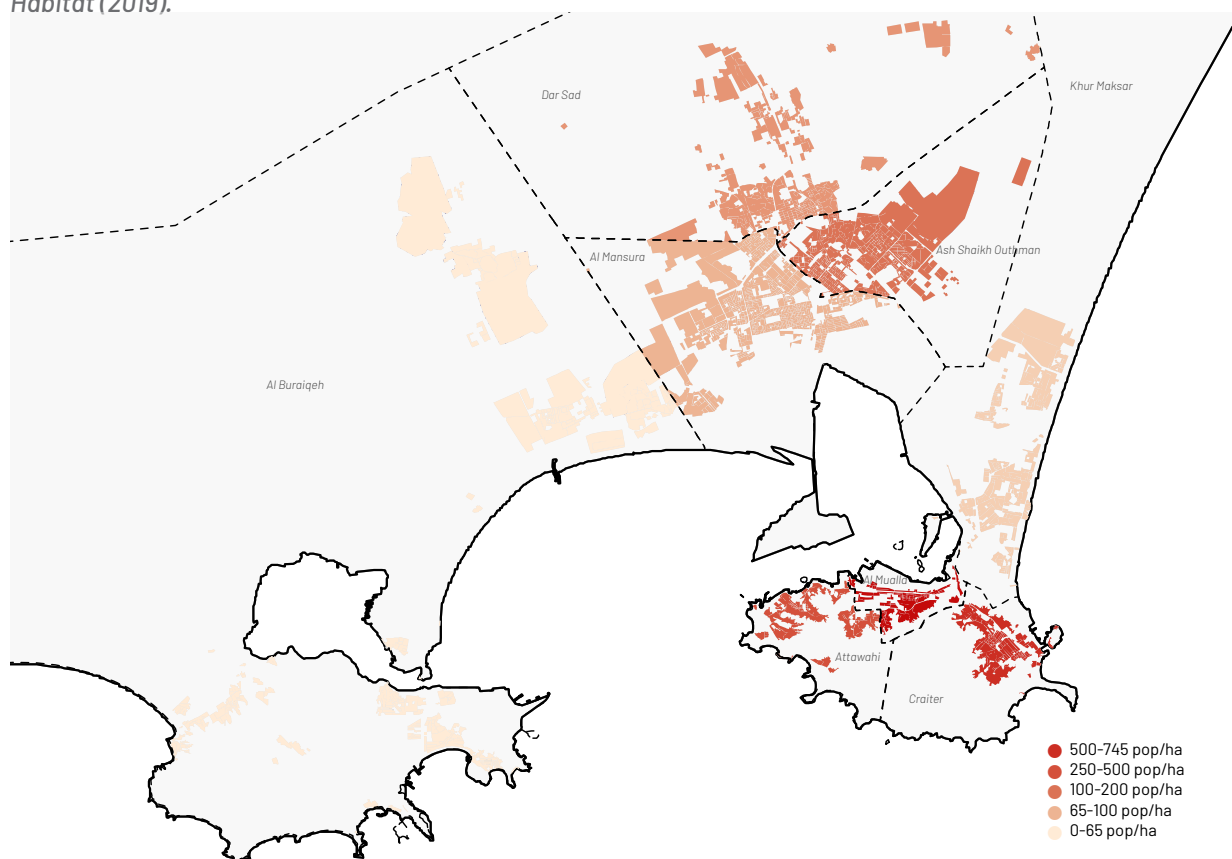 Habitat (2019).
Dar Sad
Khur Maksar
Al Mansura
Ash Shaikh Outhman
Al Buraiqeh
Al Mualla
Attawahi
Craiter
500-745 pop/ha
250-500 pop/ha
100-200 pop/ha
65-100 pop/ha
0-65 pop/ha